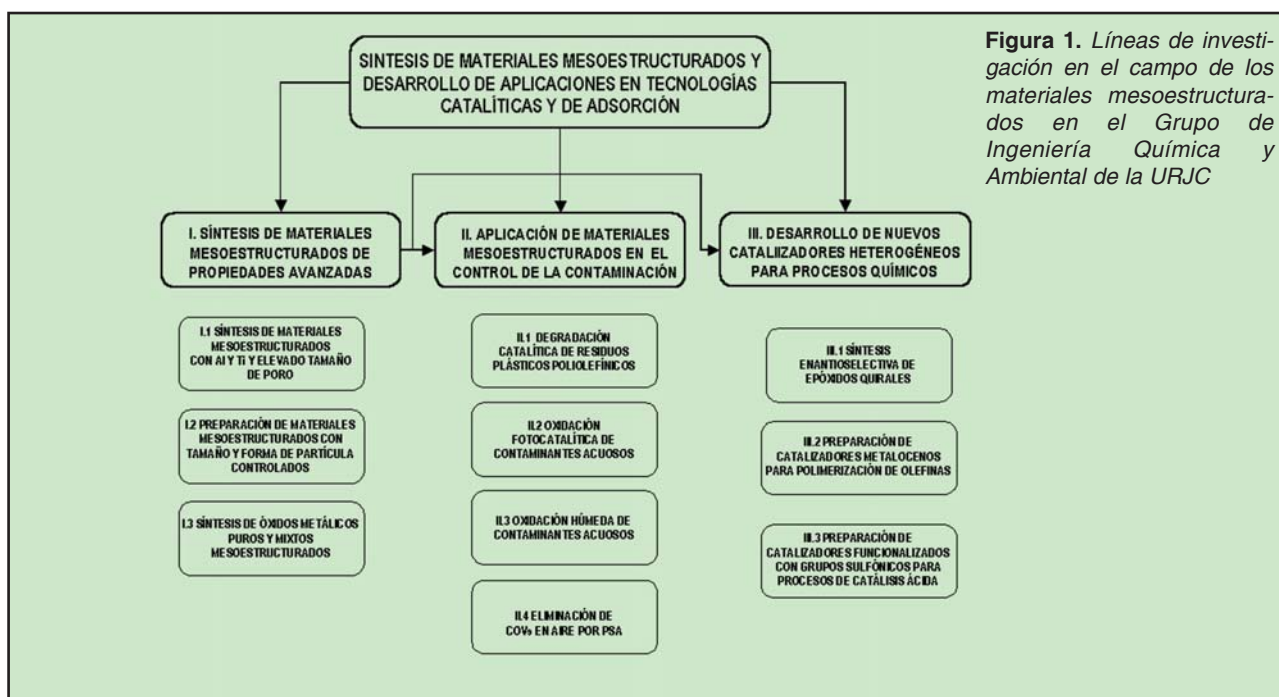 SINTESIS DE MATERIALES MESOESTRUCTURADOS Y
DESARROLLO DE APLICACIONES EN TECNOLOGÍAS
CATALÍTICAS Y DE ADSORCIÓN
Figura 1. Líneas de investi-
gación en el campo de los
materiales mesoestructura-
dos en el Grupo de
Ingeniería Química y
Ambiental de la URJC
I. SÍNTESIS DE MATERIALES
MESOESTRUCTURADOS DE
PROPIEDADES AVANZADAS
II. APLICACIÓN DE MATERIALES
MESOESTRUCTURADOS EN EL
CONTROL DE LA CONTAMINACIÓN
III. DESARROLLO DE NUEVOS
CATALIIZADORES HETEROGÉNEOS
PARA PROCESOS QUÍMICOS
I.1 SÍNTESIS DE MATERIALES
MESOESTRUCTURADOS
CON Al Y Ti Y ELEVADO TAMAÑO
DE PORO
I.2 PREPARACIÓN DE MATERIALES
MESOESTRUCTURADOS CON
TAMAÑO Y FORMA DE PARTÍCULA
CONTROLADOS
I.3 SÍNTESIS DE ÓXIDOS METÁLICOS
PUROS Y MIXTOS
MESOESTRUCTURADOS
II.1 DEGRADACIÓN
CATALÍTICA DE RESIDUOS
PLÁSTICOS POLIOLEFÍNICOS
II.2 OXIDACIÓN
FOTOCATALÍTICA DE
CONTAMINANTES ACUOSOS
II.3 OXIDACIÓN HÚMEDA DE
CONTAMINANTES ACUOSOS
II.4 ELIMINACIÓN DE
COVs EN AIRE POR PSA
III.1 SÍNTESIS
ENANTIOSELECTIVA DE
EPÓXIDOS QUIRALES
III.2 PREPARACIÓN DE
CATALIZADORES METALOCENOS
PARA POLIMERIZACIÓN DE OLEFINAS
III.3 PREPARACIÓN DE
CATALIZADORES FUNCIONALIZADOS
CON GRUPOS SULFÓNICOS PARA
PROCESOS DE CATÁLISIS ÁCIDA